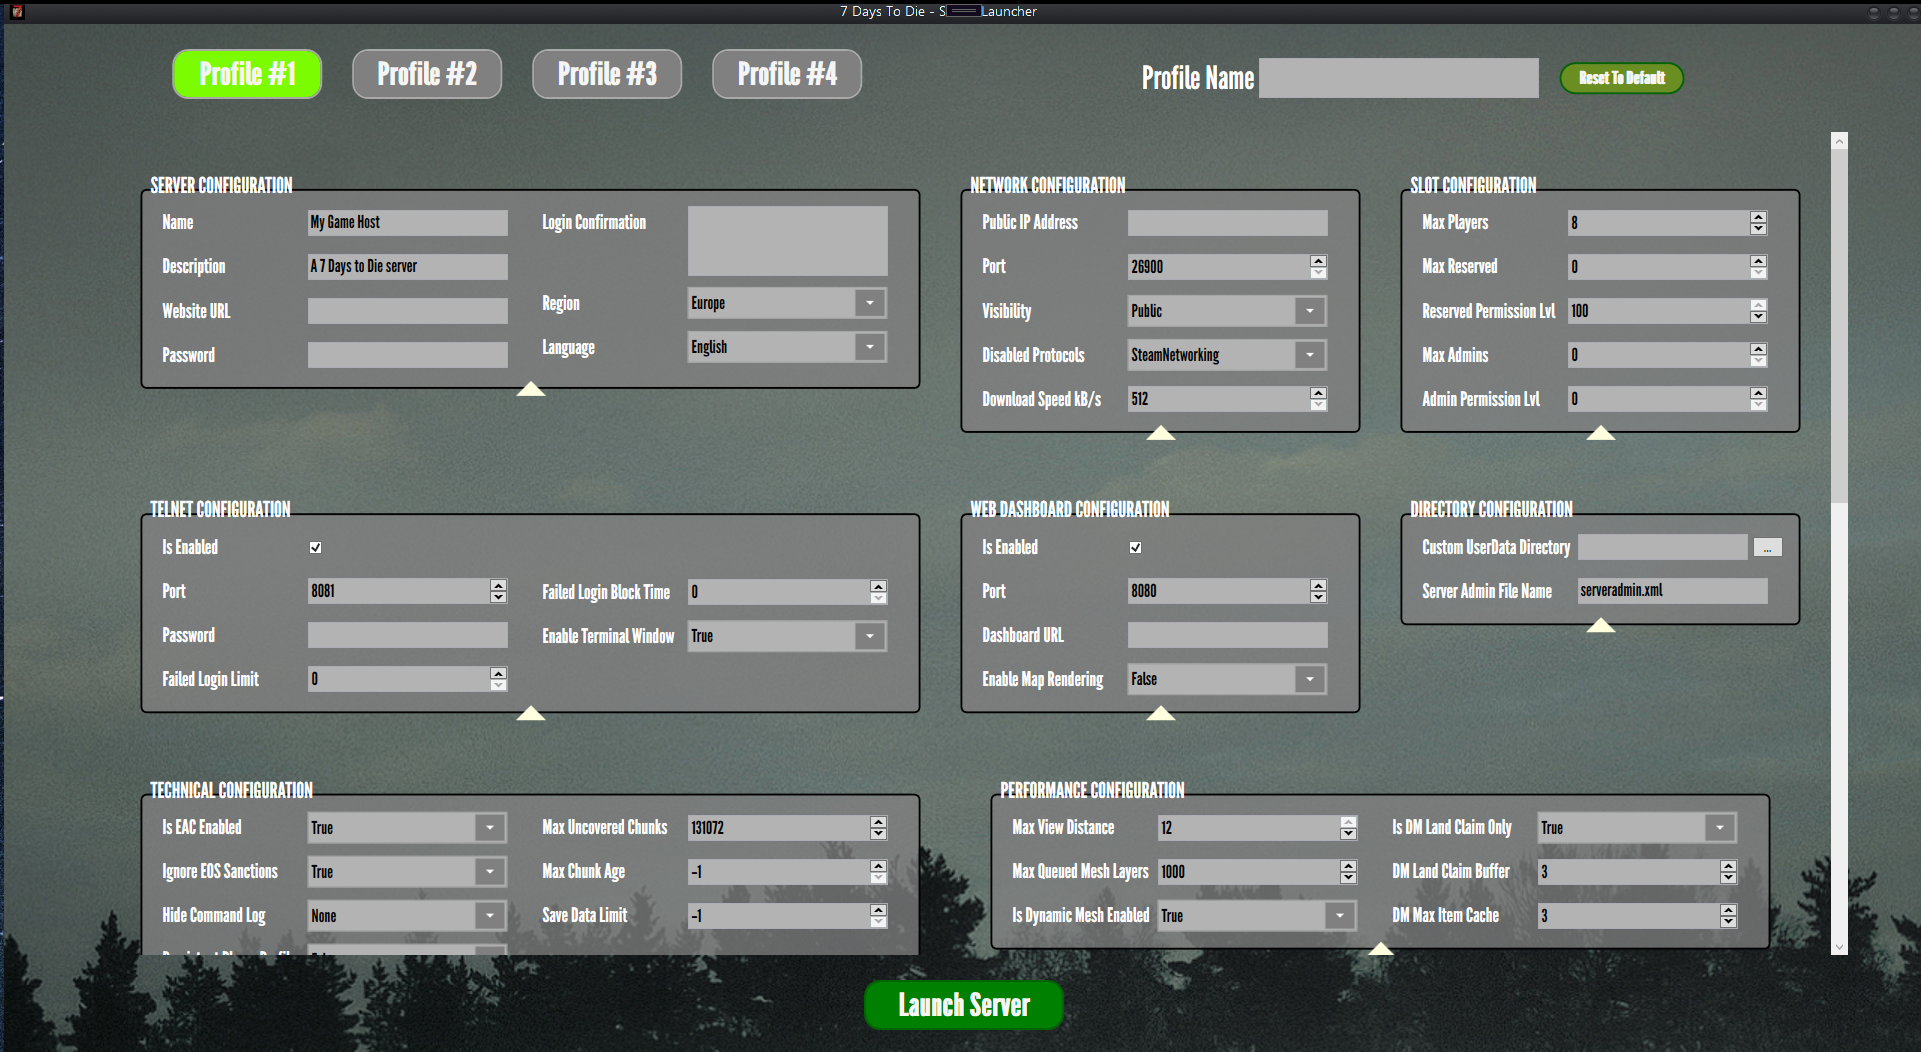 7 Days To Die - S Launcher
Profile #1
Profile #2
Profile #3
Profile #4
Profile Name
Reset To Default
SERVER CONFIGURATION
Name
My Game Host
Description
A 7 Days to Die server
Website URL
Password
Login Confirmation
Region
Europe
Language
English
NETWORK CONFIGURATION
Public IP Address
Port
26900
Visibility
Public
Disabled Protocols
SteamNetworking
Download Speed kB/s
512
SLOT CONFIGURATION
Max Players
8
Max Reserved
0
Reserved Permission Lvl
100
Max Admins
0
Admin Permission Lvl
0
TELNET CONFIGURATION
Is Enabled
Port
8081
Password
Failed Login Limit
0
Failed Login Block Time
0
Enable Terminal Window
True
WEB DASHBOARD CONFIGURATION
Is Enabled
Port
8080
Dashboard URL
Enable Map Rendering
False
DIRECTORY CONFIGURATION
Custom UserData Directory
...
Server Admin File Name
serveradmin.xml
TECHNICAL CONFIGURATION
Is EAC Enabled
True
Ignore EOS Sanctions
True
Hide Command Log
None
Max Uncovered Chunks
131072
Max Chunk Age
-1
Save Data Limit
-1
PERFORMANCE CONFIGURATION
Max View Distance
12
Max Queued Mesh Layers
1000
Is Dynamic Mesh Enabled
True
Is DM Land Claim Only
True
DM Land Claim Buffer
3
DM Max Item Cache
3
Launch Server